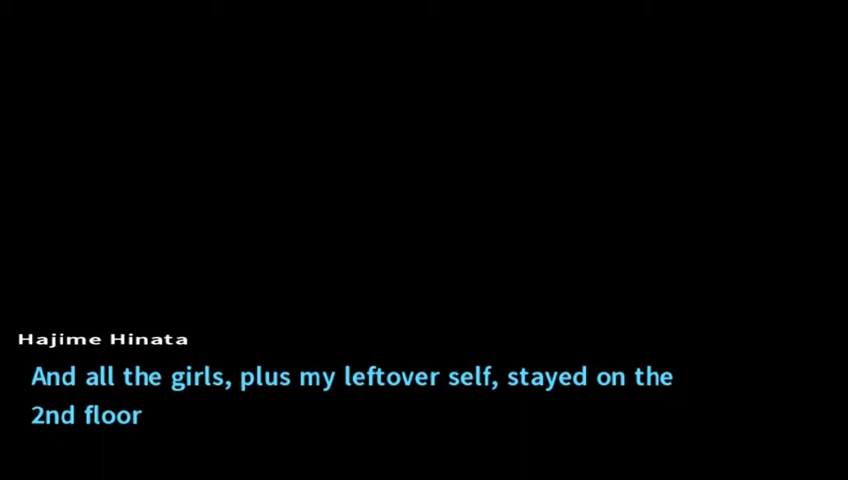 Hajime Hinata
And all the girls, plus my leftover self, stayed on the
2nd floor